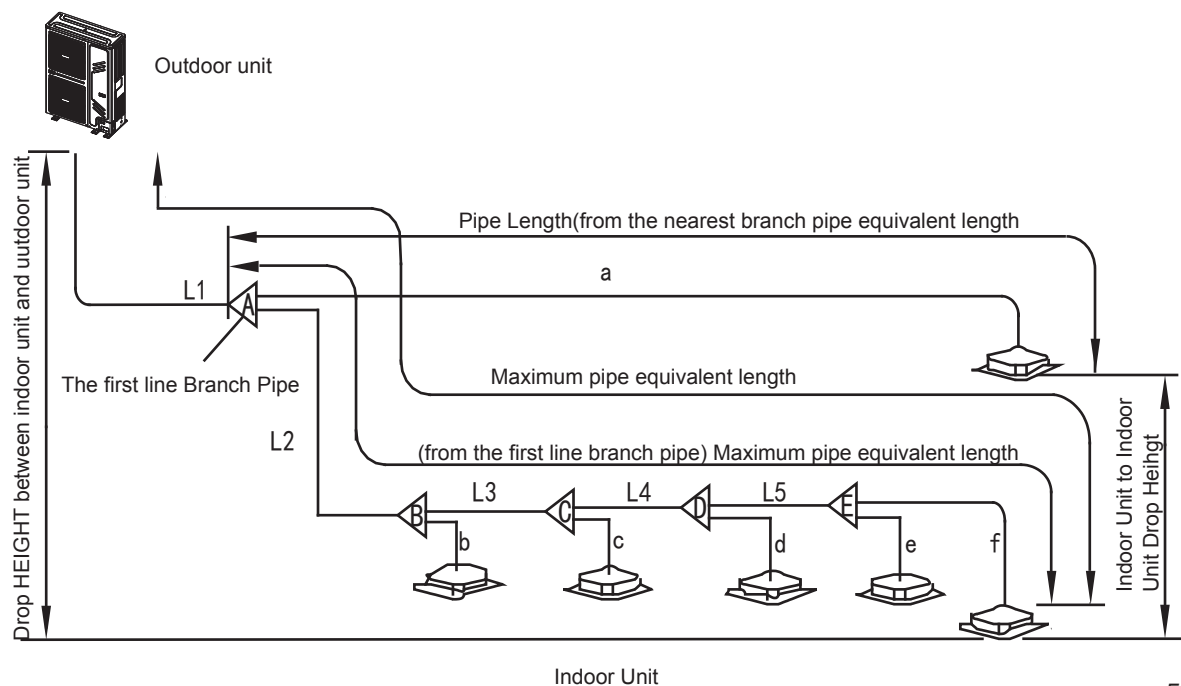 Outdoor unit
Drop HEIGHT between indoor unit and uutdoor unit
Pipe Length(from the nearest branch pipe equivalent length
a
L1
A
The first line Branch Pipe
Maximum pipe equivalent length
L2
(from the first line branch pipe) Maximum pipe equivalent length
Indoor Unit to Indoor
Unit Drop Heihgt
L3
L4
L5
B
C
D
E
b
c
d
e
f
Indoor Unit